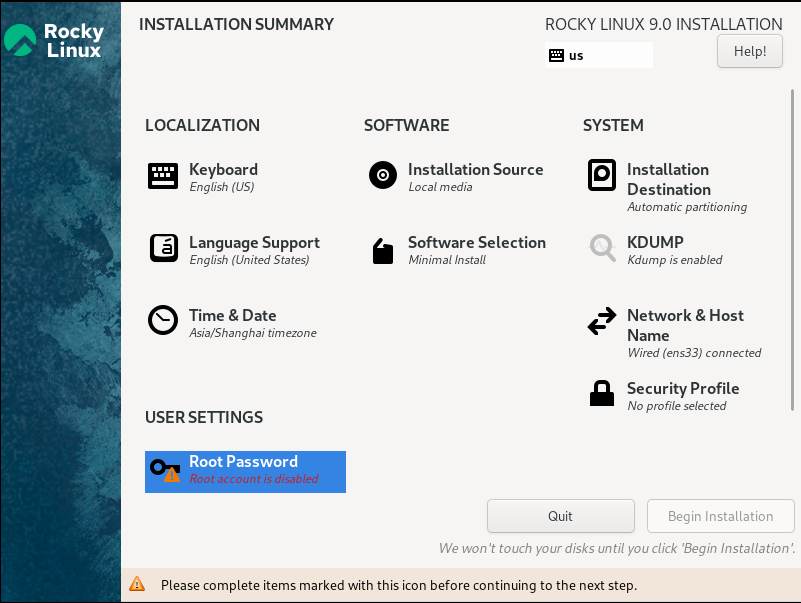 Rocky
Linux
INSTALLATION SUMMARY
ROCKY LINUX 9.0 INSTALLATION
us
Help!
LOCALIZATION
Keyboard
English (US)
Language Support
English (United States)
Time & Date
Asia/Shanghai timezone
SOFTWARE
Installation Source
Local media
Software Selection
Minimal Install
SYSTEM
Installation
Destination
Automatic partitioning
KDUMP
Kdump is enabled
Network & Host
Name
Wired (ens33) connected
Security Profile
No profile selected
USER SETTINGS
Root Password
Root account is disabled
Quit
Begin Installation
We won't touch your disks until you click 'Begin Installation'.
Please complete items marked with this icon before continuing to the next step.